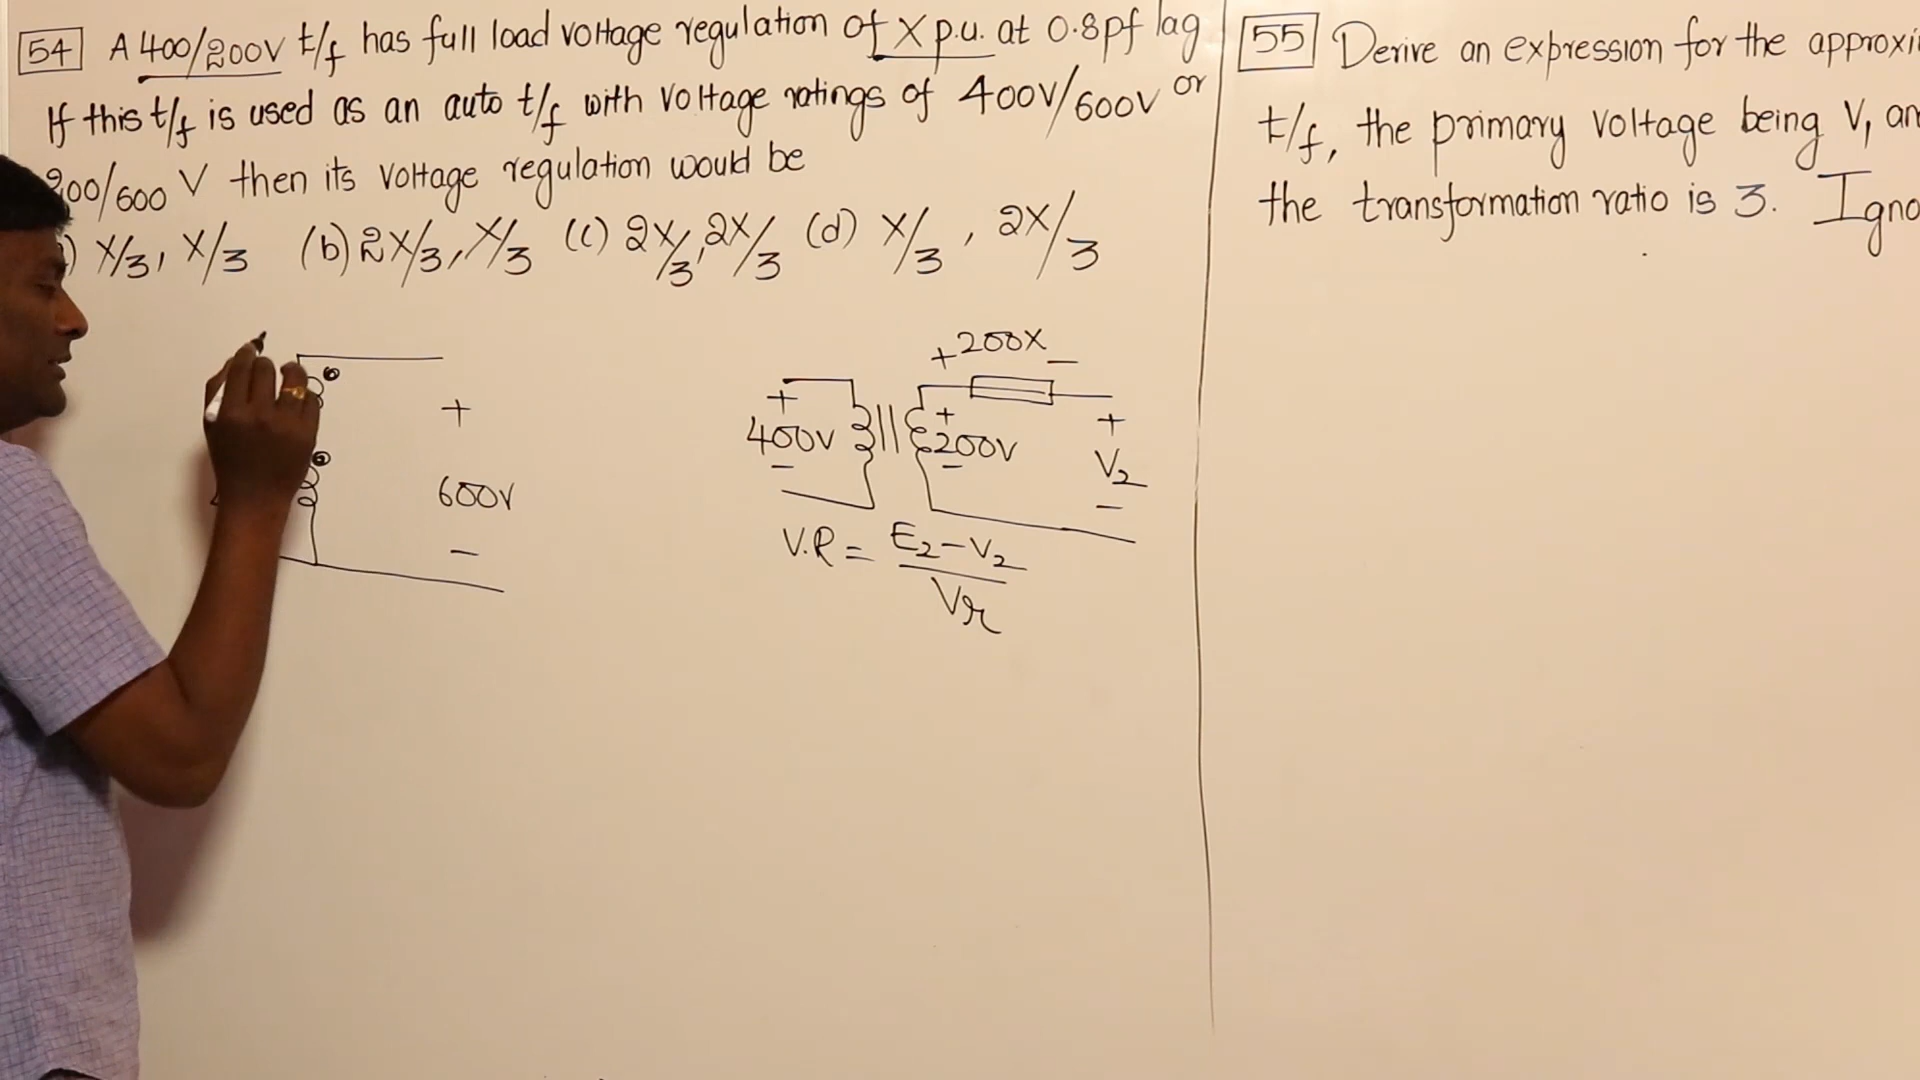 54 A 400/200V t/f has full load voltage regulation of X p.u. at 0.8pf lag
If this t/f is used as an auto t/f with voltage ratings of 400V/600V or
200/600 V then its voltage regulation would be
) X/3, X/3 (b) 2X/3, X/3 (c) 2X/3, 2X/3 (d) X/3, 2X/3
+
600V
-
+ 200X -
+
400V
-
+
200V
-
+
V2
-
V.R = E2-V2 / Vr
55 Derive an expression for the approxi
t/f, the primary voltage being V1 an
the transformation ratio is 3. Igno